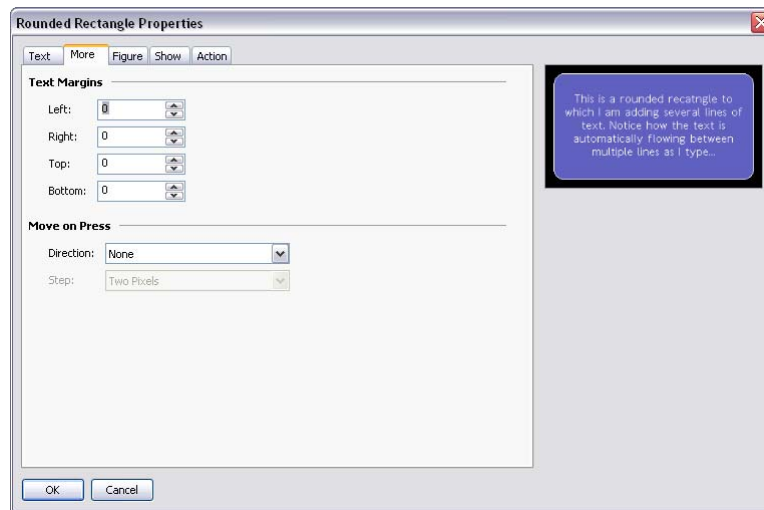 Rounded Rectangle Properties
Text More Figure Show Action
Text Margins
Left: 0
Right: 0
Top: 0
Bottom: 0
Move on Press
Direction: None
Step: Two Pixels
OK Cancel
This is a rounded recatngle to
which I am adding several lines of
text. Notice how the text is
automatically flowing between
multiple lines as I type...